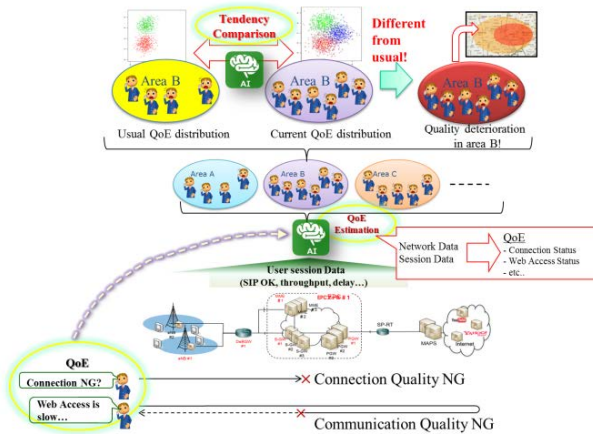 Tendency
Comparison
Different
from
usual!
Area B
AI
Area B
Area B
Usual QoE distribution
Current QoE distribution
Quality deterioration
in area B!
Area A
Area B
Area C
QoE
Estimation
AI
Network Data
Session Data
QoE
- Connection Status
- Web Access Status
- etc..
User session Data
(SIP OK, throughput, delay…)
SP-RT
MAPS
Internet
QoE
Connection NG?
Connection Quality NG
Web Access is
slow…
Communication Quality NG